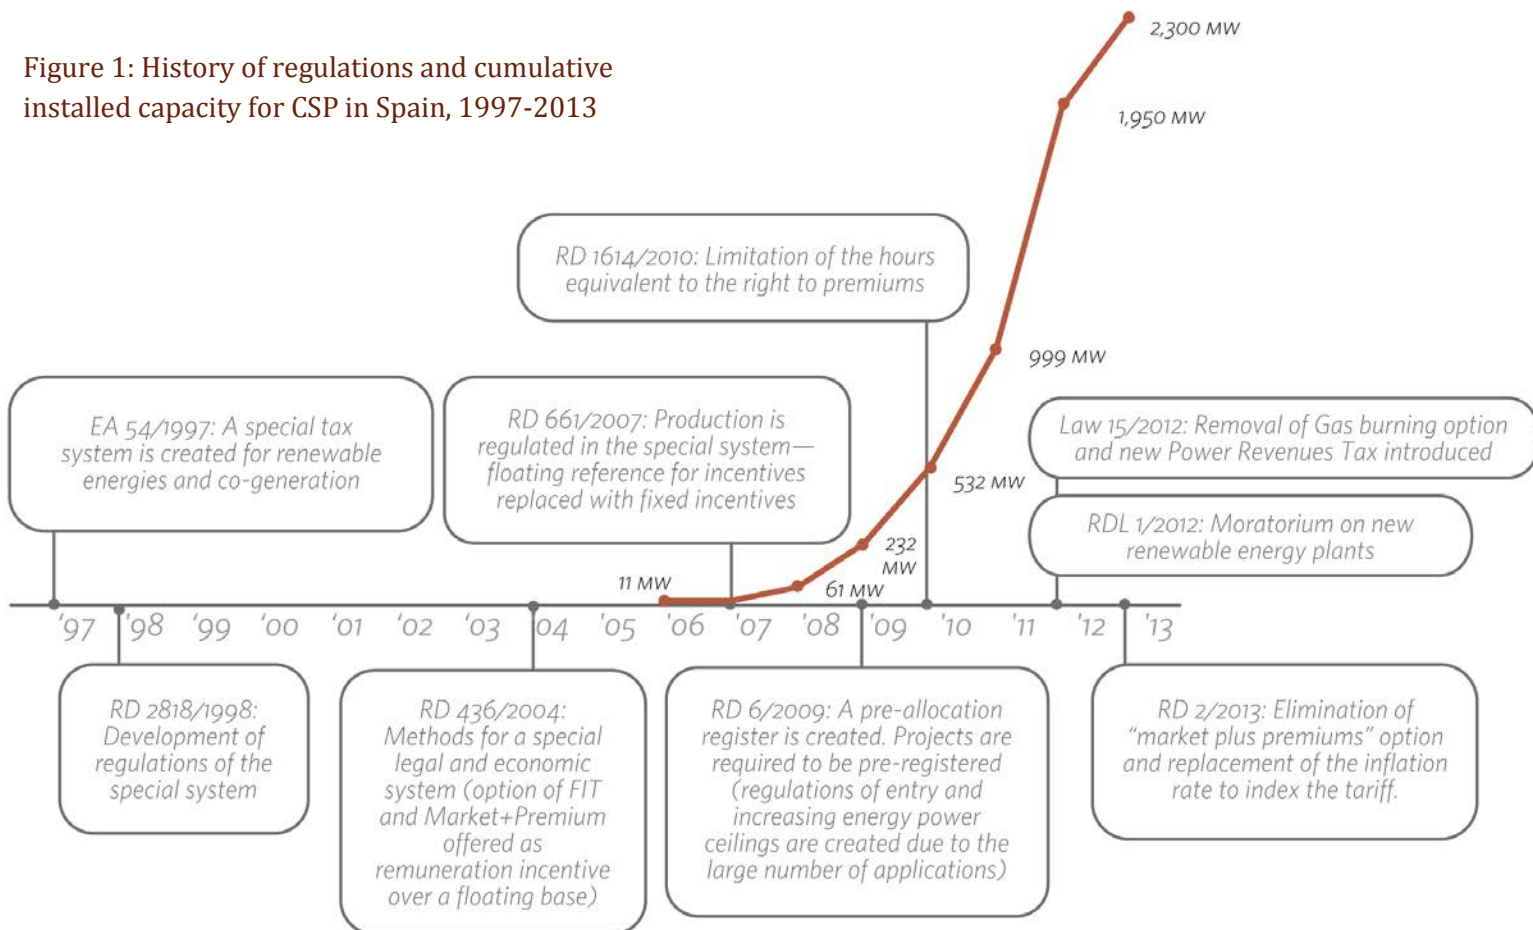 Figure 1: History of regulations and cumulative
installed capacity for CSP in Spain, 1997-2013
2,300 MW
1,950 MW
RD 1614/2010: Limitation of the hours
equivalent to the right to premiums
999 MW
EA 54/1997: A special tax
system is created for renewable
energies and co-generation
RD 661/2007: Production is
regulated in the special system—
floating reference for incentives
replaced with fixed incentives
Law 15/2012: Removal of Gas burning option
and new Power Revenues Tax introduced
532 MW
RDL 1/2012: Moratorium on new
renewable energy plants
232
MW
11 MW
61 MW
'97 '98 '99 '00 '01 '02 '03 '04 '05 '06 '07 '08 '09 '10 '11 '12 '13
RD 2818/1998:
Development of
regulations of the
special system
RD 436/2004:
Methods for a special
legal and economic
system (option of FIT
and Market+Premium
offered as
remuneration incentive
over a floating base)
RD 6/2009: A pre-allocation
register is created. Projects are
required to be pre-registered
(regulations of entry and
increasing energy power
ceilings are created due to the
large number of applications)
RD 2/2013: Elimination of
“market plus premiums” option
and replacement of the inflation
rate to index the tariff.